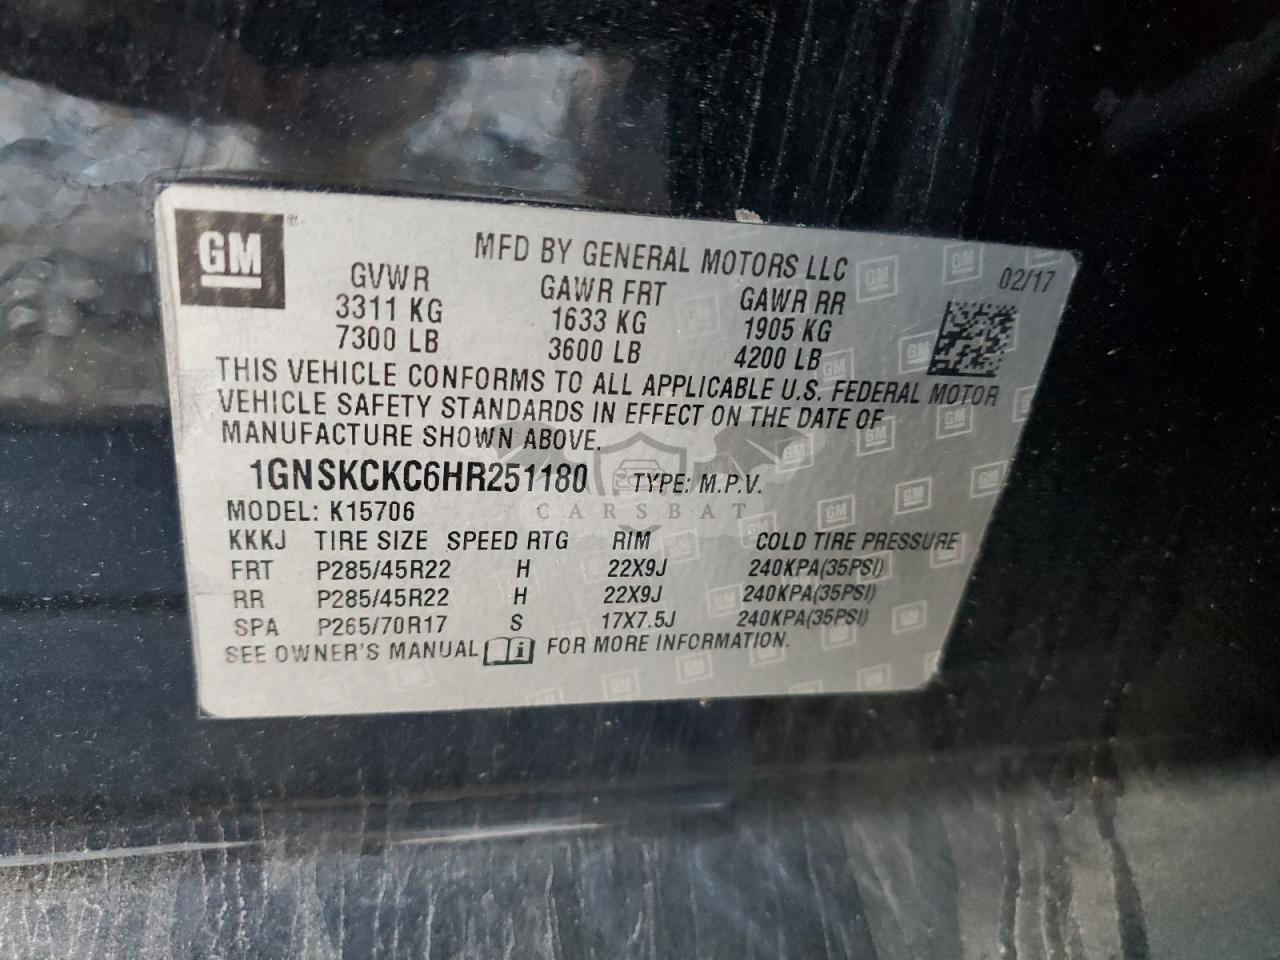 GM ®
MFD BY GENERAL MOTORS LLC
02/17
GVWR GAWR FRT GAWR RR
3311 KG 1633 KG 1905 KG
7300 LB 3600 LB 4200 LB
THIS VEHICLE CONFORMS TO ALL APPLICABLE U.S. FEDERAL MOTOR
VEHICLE SAFETY STANDARDS IN EFFECT ON THE DATE OF
MANUFACTURE SHOWN ABOVE.
1GNSKCKC6HR251180 TYPE: M.P.V.
MODEL: K15706
CARSBAT
KKKJ TIRE SIZE SPEED RTG RIM COLD TIRE PRESSURE
FRT P285/45R22 H 22X9J 240KPA(35PSI)
RR P285/45R22 H 22X9J 240KPA(35PSI)
SPA P265/70R17 S 17X7.5J 240KPA(35PSI)
SEE OWNER'S MANUAL i FOR MORE INFORMATION.